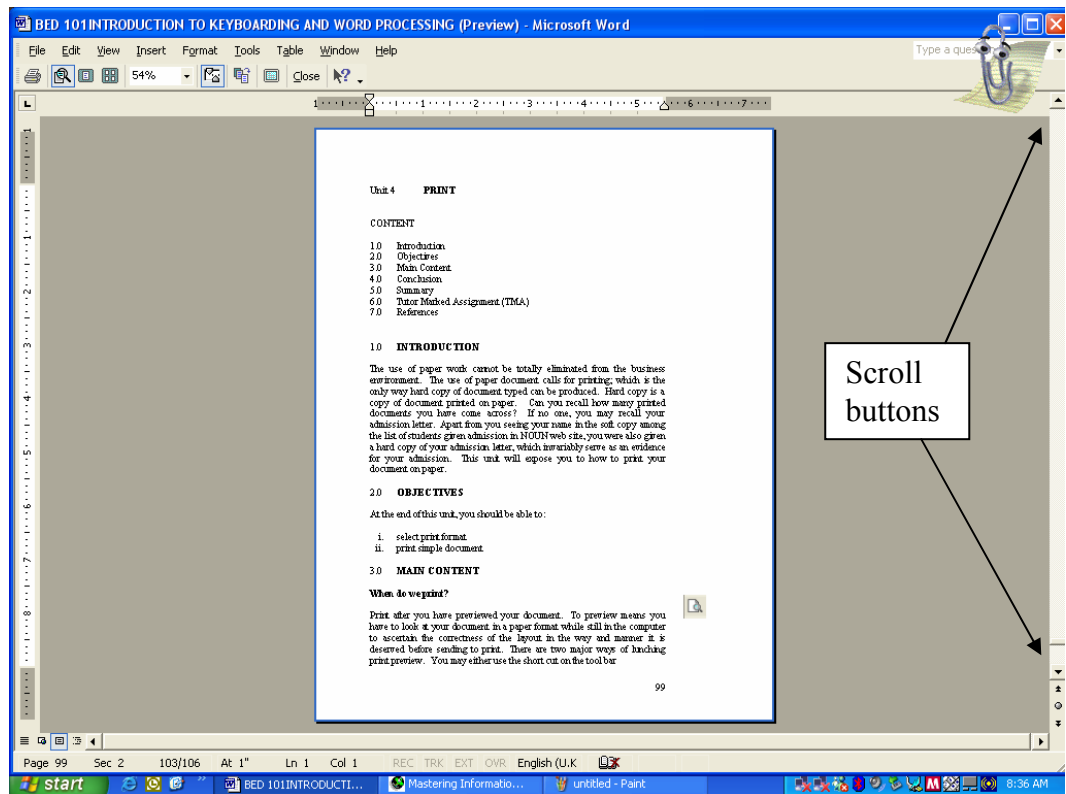 BED 101INTRODUCTION TO KEYBOARDING AND WORD PROCESSING (Preview) - Microsoft Word
File Edit View Insert Format Tools Table Window Help
Type a ques
54% Close
1 1 2 3 4 5 6 7
Unit 4 PRINT
CONTENT
1.0 Introduction
2.0 Objectives
3.0 Main Content
4.0 Conclusion
5.0 Summary
6.0 Tutor Marked Assignment (TMA)
7.0 References
1.0 INTRODUCTION
The use of paper work cannot be totally eliminated from the business
environment. The use of paper document calls for printing; which is the
only way hard copy of document typed can be produced. Hard copy is a
copy of document printed on paper. Can you recall how many printed
documents you have come across? If no one, you may recall your
admission letter. Apart from you seeing your name in the soft copy among
the list of students given admission in NOUN web site, you were also given
a hard copy of your admission letter, which invariably serve as an evidence
for your admission. This unit will expose you to how to print your
document on paper.
2.0 OBJECTIVES
At the end of this unit, you should be able to:
i. select print format
ii. print simple document
3.0 MAIN CONTENT
When do we print?
Print after you have previewed your document. To preview means you
have to look at your document in a paper format while still in the computer
to ascertain the correctness of the layout in the way and manner it is
deserved before sending to print. There are two major ways of lunching
print preview. You may either use the short cut on the tool bar
99
Scroll
buttons
Page 99 Sec 2 103/106 At 1" Ln 1 Col 1 REC TRK EXT OVR English (U.K
start BED 101INTRODUCTI... Mastering Informatio... untitled - Paint 8:36 AM